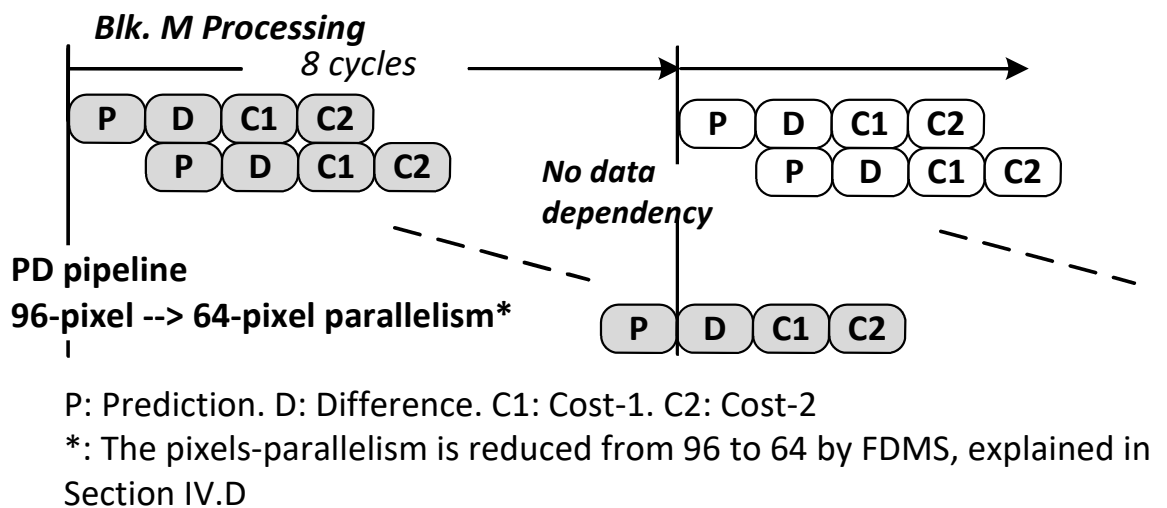 Blk. M Processing
8 cycles
P D C1 C2
P D C1 C2
P D C1 C2
P D C1 C2
No data
dependency
PD pipeline
96-pixel --> 64-pixel parallelism*
P D C1 C2
P: Prediction. D: Difference. C1: Cost-1. C2: Cost-2
*: The pixels-parallelism is reduced from 96 to 64 by FDMS, explained in
Section IV.D